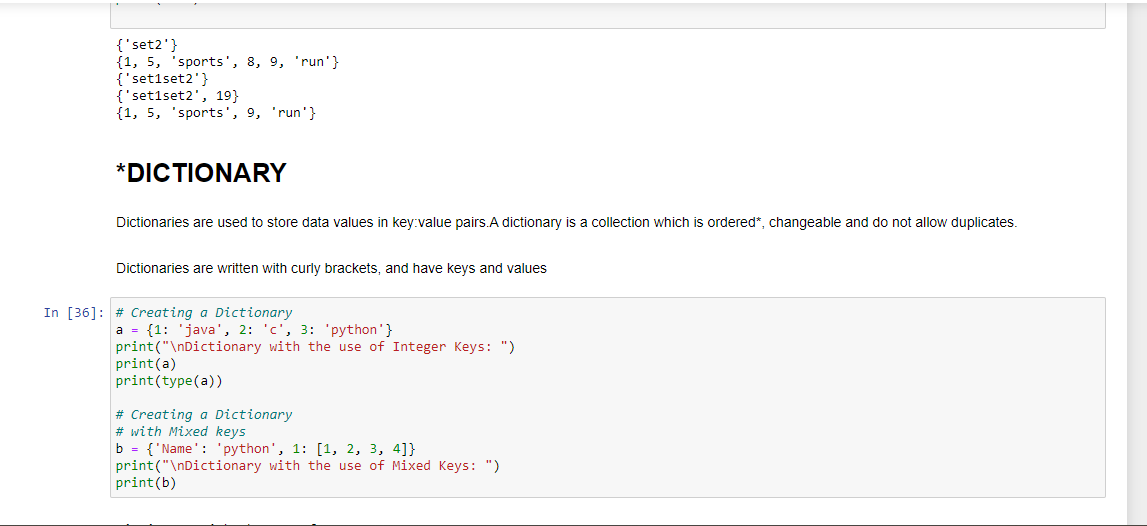 {'set2'}
{1, 5, 'sports', 8, 9, 'run'}
{'set1set2'}
{'set1set2', 19}
{1, 5, 'sports', 9, 'run'}
*DICTIONARY
Dictionaries are used to store data values in key:value pairs.A dictionary is a collection which is ordered*, changeable and do not allow duplicates.
Dictionaries are written with curly brackets, and have keys and values
In [36]: # Creating a Dictionary
a = {1: 'java', 2: 'c', 3: 'python'}
print("\nDictionary with the use of Integer Keys: ")
print(a)
print(type(a))
# Creating a Dictionary
# with Mixed keys
b = {'Name': 'python', 1: [1, 2, 3, 4]}
print("\nDictionary with the use of Mixed Keys: ")
print(b)